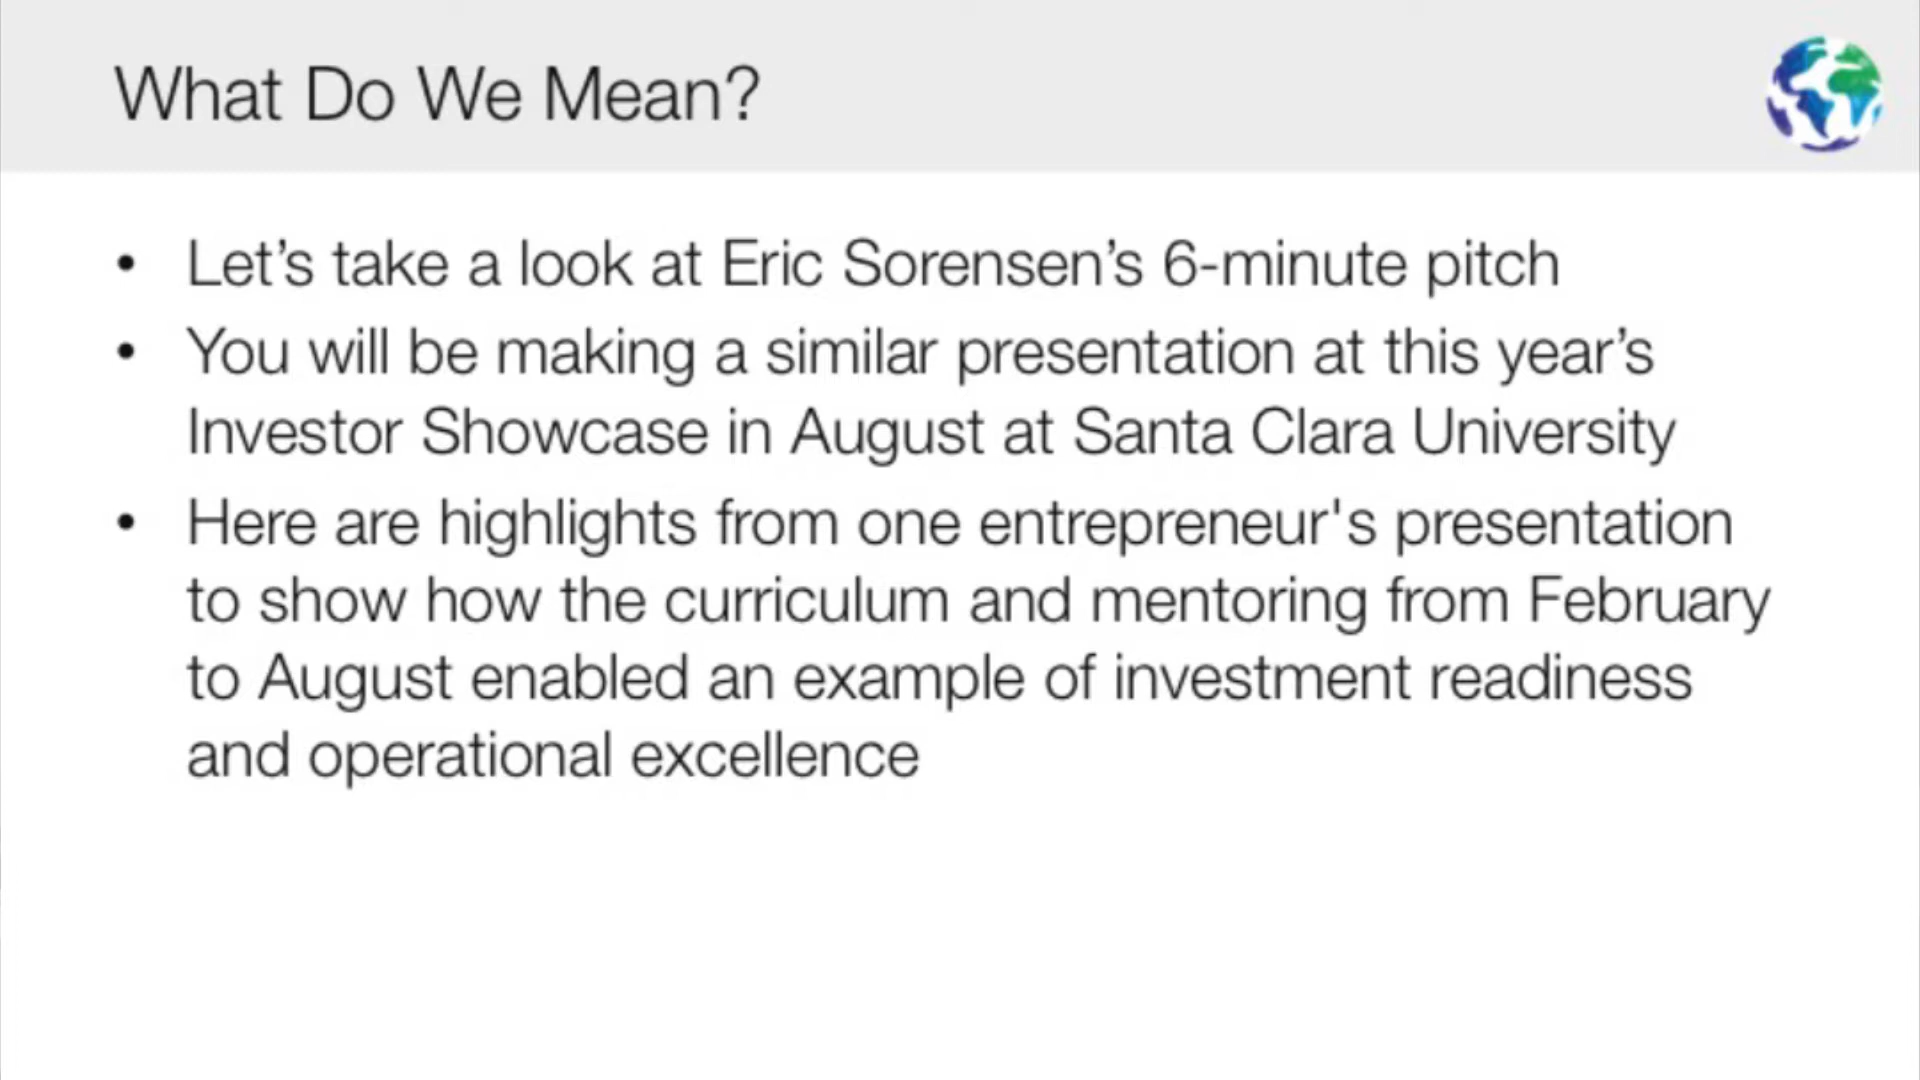 What Do We Mean?
• Let’s take a look at Eric Sorensen’s 6-minute pitch
• You will be making a similar presentation at this year’s
Investor Showcase in August at Santa Clara University
• Here are highlights from one entrepreneur's presentation
to show how the curriculum and mentoring from February
to August enabled an example of investment readiness
and operational excellence